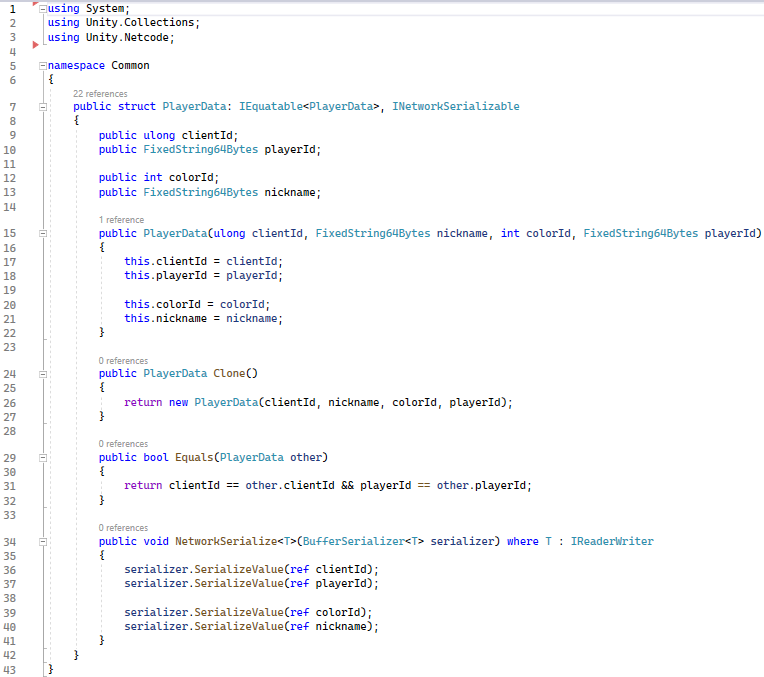 1 using System;
2 using Unity.Collections;
3 using Unity.Netcode;
4
5 namespace Common
6 {
22 references
7 public struct PlayerData: IEquatable<PlayerData>, INetworkSerializable
8 {
9 public ulong clientId;
10 public FixedString64Bytes playerId;
11
12 public int colorId;
13 public FixedString64Bytes nickname;
14
1 reference
15 public PlayerData(ulong clientId, FixedString64Bytes nickname, int colorId, FixedString64Bytes playerId)
16 {
17 this.clientId = clientId;
18 this.playerId = playerId;
19
20 this.colorId = colorId;
21 this.nickname = nickname;
22 }
23
0 references
24 public PlayerData Clone()
25 {
26 return new PlayerData(clientId, nickname, colorId, playerId);
27 }
28
0 references
29 public bool Equals(PlayerData other)
30 {
31 return clientId == other.clientId && playerId == other.playerId;
32 }
33
0 references
34 public void NetworkSerialize<T>(BufferSerializer<T> serializer) where T : IReaderWriter
35 {
36 serializer.SerializeValue(ref clientId);
37 serializer.SerializeValue(ref playerId);
38
39 serializer.SerializeValue(ref colorId);
40 serializer.SerializeValue(ref nickname);
41 }
42 }
43 }